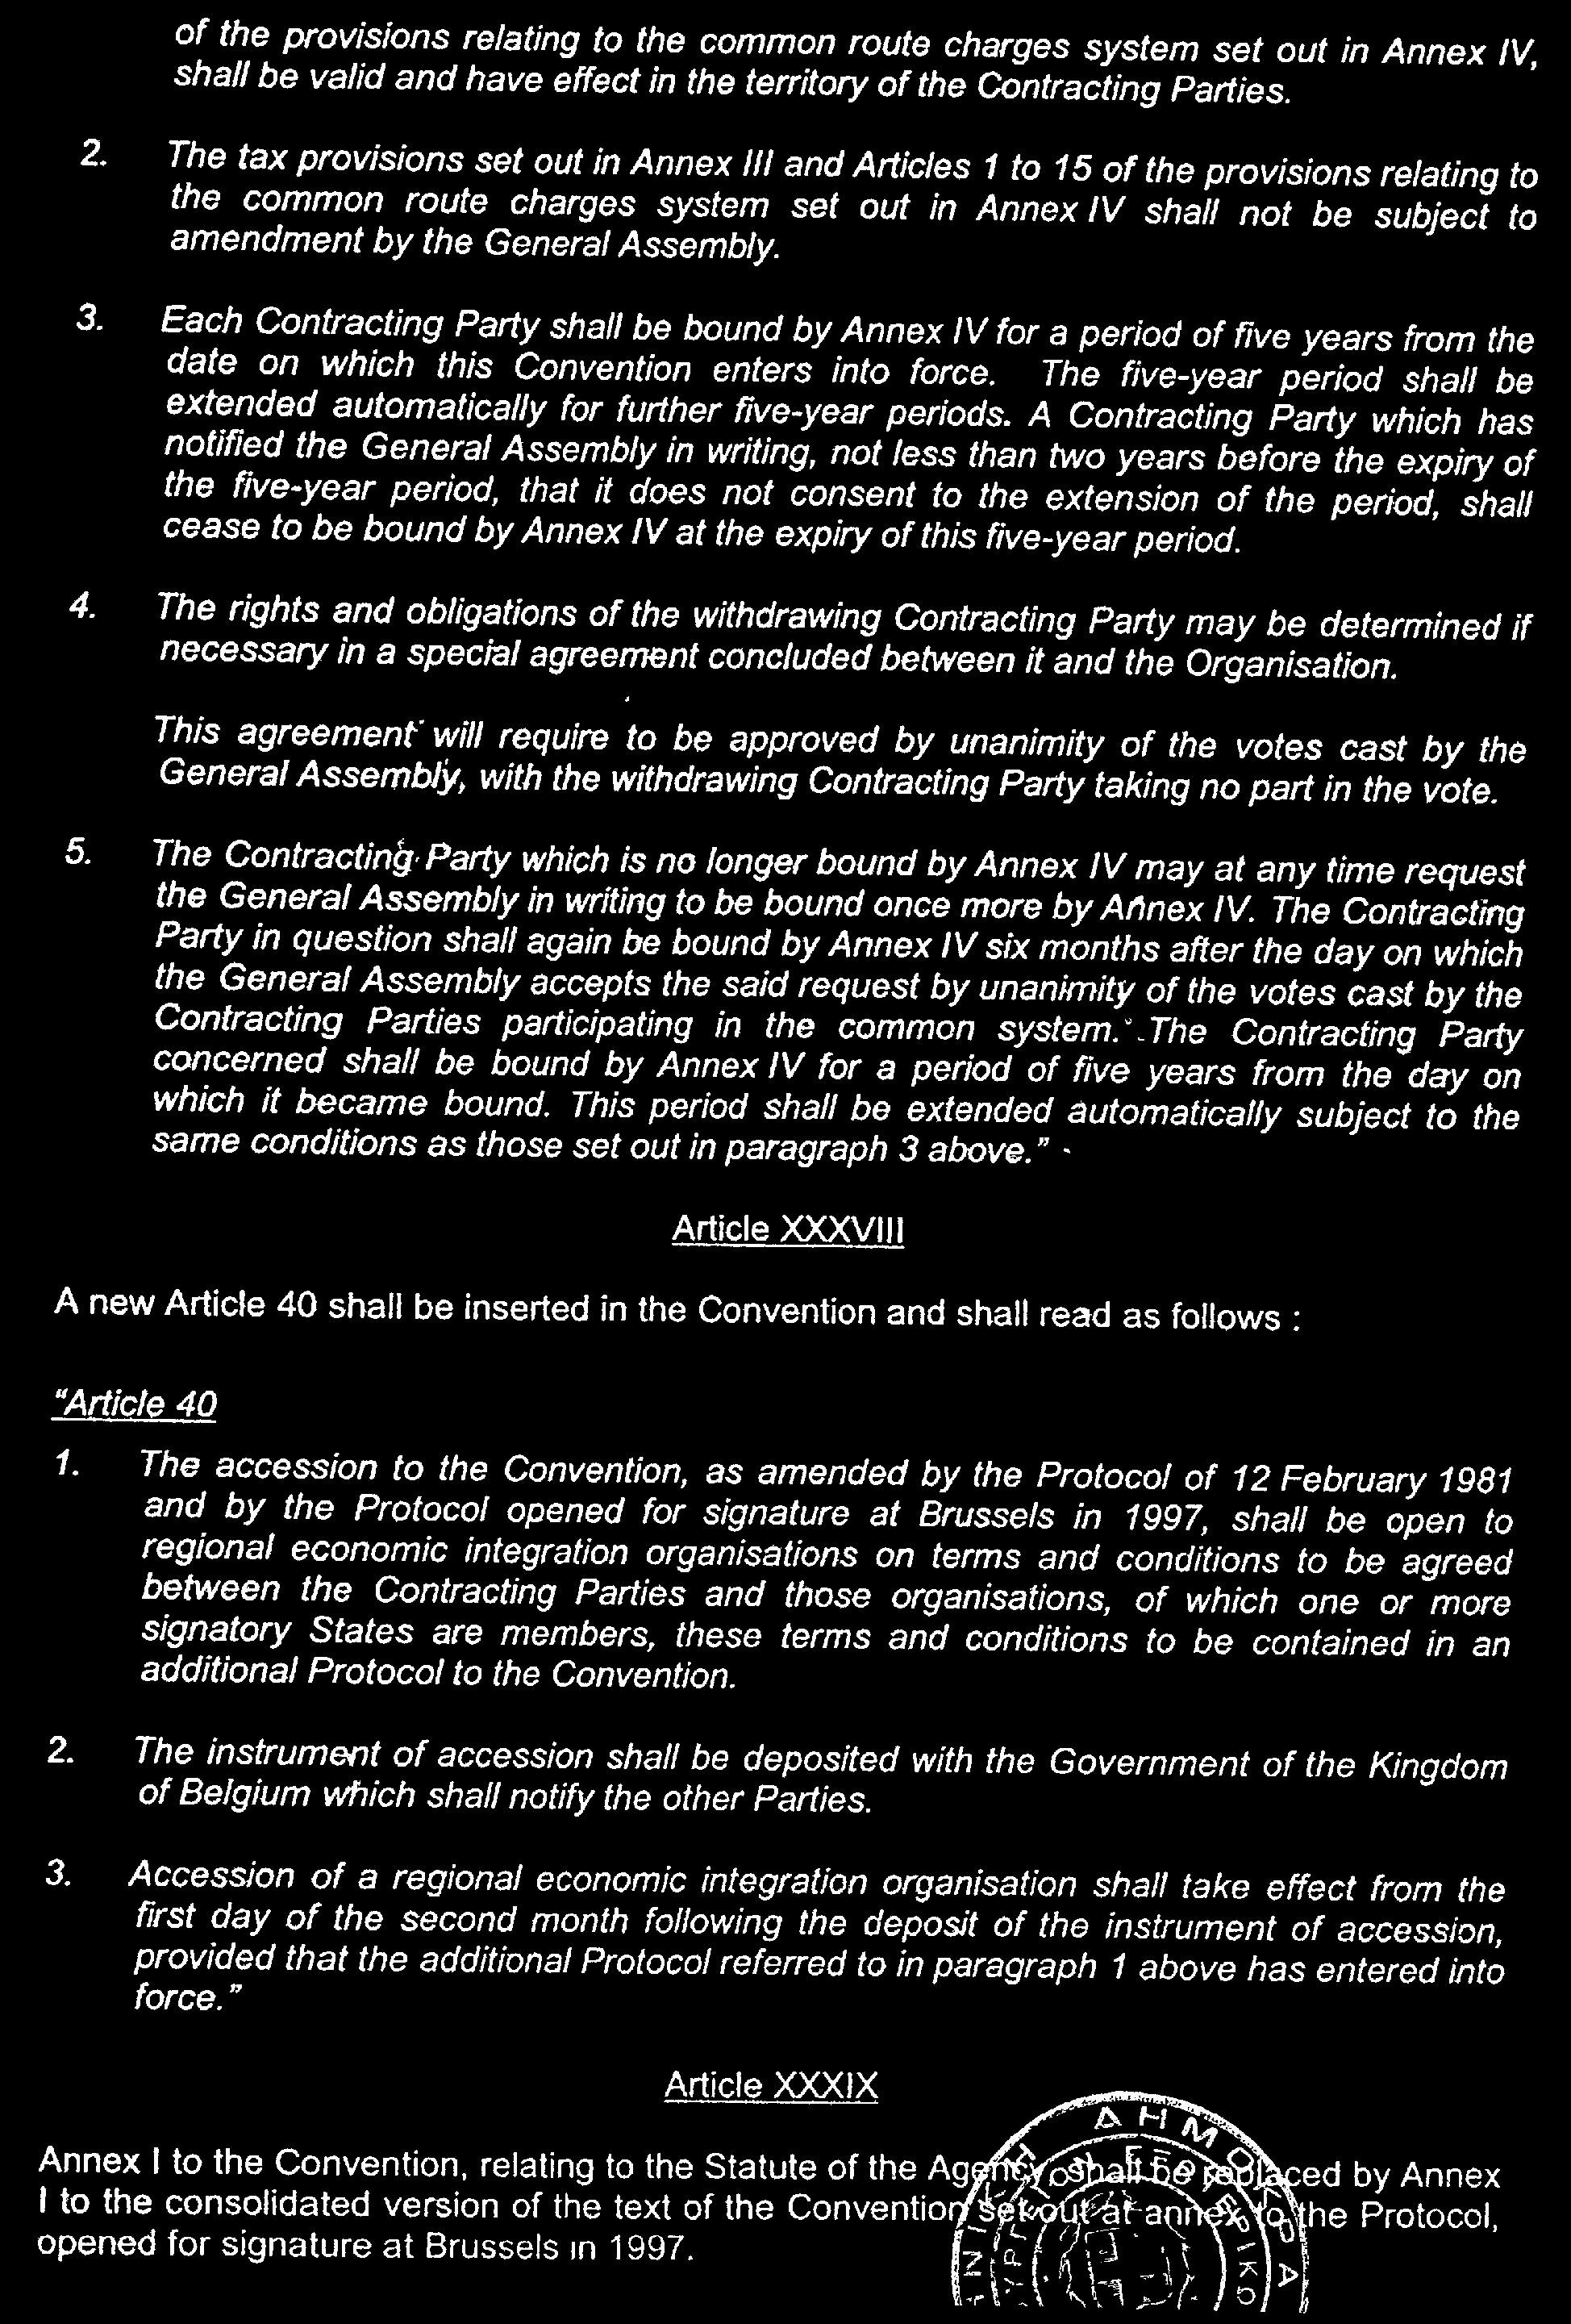 of the provisions relating to the common route charges system set out in Annex IV,
shall be valid and have effect in the territory of the Contracting Parties.
2. The tax provisions set out in Annex III and Articles 1 to 15 of the provisions relating to
the common route charges system set out in Annex IV shall not be subject to
amendment by the General Assembly.
3. Each Contracting Party shall be bound by Annex IV for a period of five years from the
date on which this Convention enters into force. The five-year period shall be
extended automatically for further five-year periods. A Contracting Party which has
notified the General Assembly in writing, not less than two years before the expiry of
the five-year period, that it does not consent to the extension of the period, shall
cease to be bound by Annex IV at the expiry of this five-year period.
4. The rights and obligations of the withdrawing Contracting Party may be determined if
necessary in a special agreement concluded between it and the Organisation.
This agreement will require to be approved by unanimity of the votes cast by the
General Assembly, with the withdrawing Contracting Party taking no part in the vote.
5. The Contracting Party which is no longer bound by Annex IV may at any time request
the General Assembly in writing to be bound once more by Annex IV. The Contracting
Party in question shall again be bound by Annex IV six months after the day on which
the General Assembly accepts the said request by unanimity of the votes cast by the
Contracting Parties participating in the common system. The Contracting Party
concerned shall be bound by Annex IV for a period of five years from the day on
which it became bound. This period shall be extended automatically subject to the
same conditions as those set out in paragraph 3 above."
Article XXXVIII
A new Article 40 shall be inserted in the Convention and shall read as follows :
"Article 40
1. The accession to the Convention, as amended by the Protocol of 12 February 1981
and by the Protocol opened for signature at Brussels in 1997, shall be open to
regional economic integration organisations on terms and conditions to be agreed
between the Contracting Parties and those organisations, of which one or more
signatory States are members, these terms and conditions to be contained in an
additional Protocol to the Convention.
2. The instrument of accession shall be deposited with the Government of the Kingdom
of Belgium which shall notify the other Parties.
3. Accession of a regional economic integration organisation shall take effect from the
first day of the second month following the deposit of the instrument of accession,
provided that the additional Protocol referred to in paragraph 1 above has entered into
force."
Article XXXIX
Annex I to the Convention, relating to the Statute of the Agency, shall be replaced by Annex
I to the consolidated version of the text of the Convention set out at annex to the Protocol,
opened for signature at Brussels in 1997.